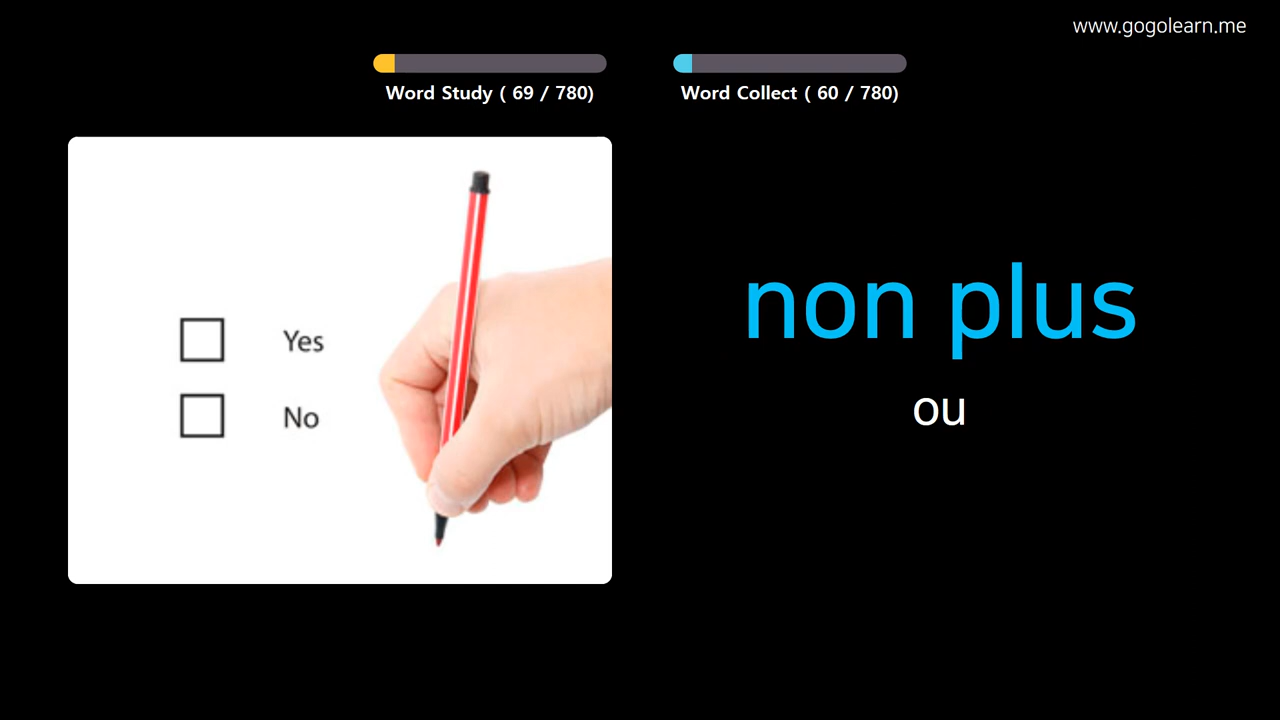 www.gogolearn.me
Word Study ( 69 / 780)
Word Collect ( 60 / 780)
Yes
No
non plus
ou